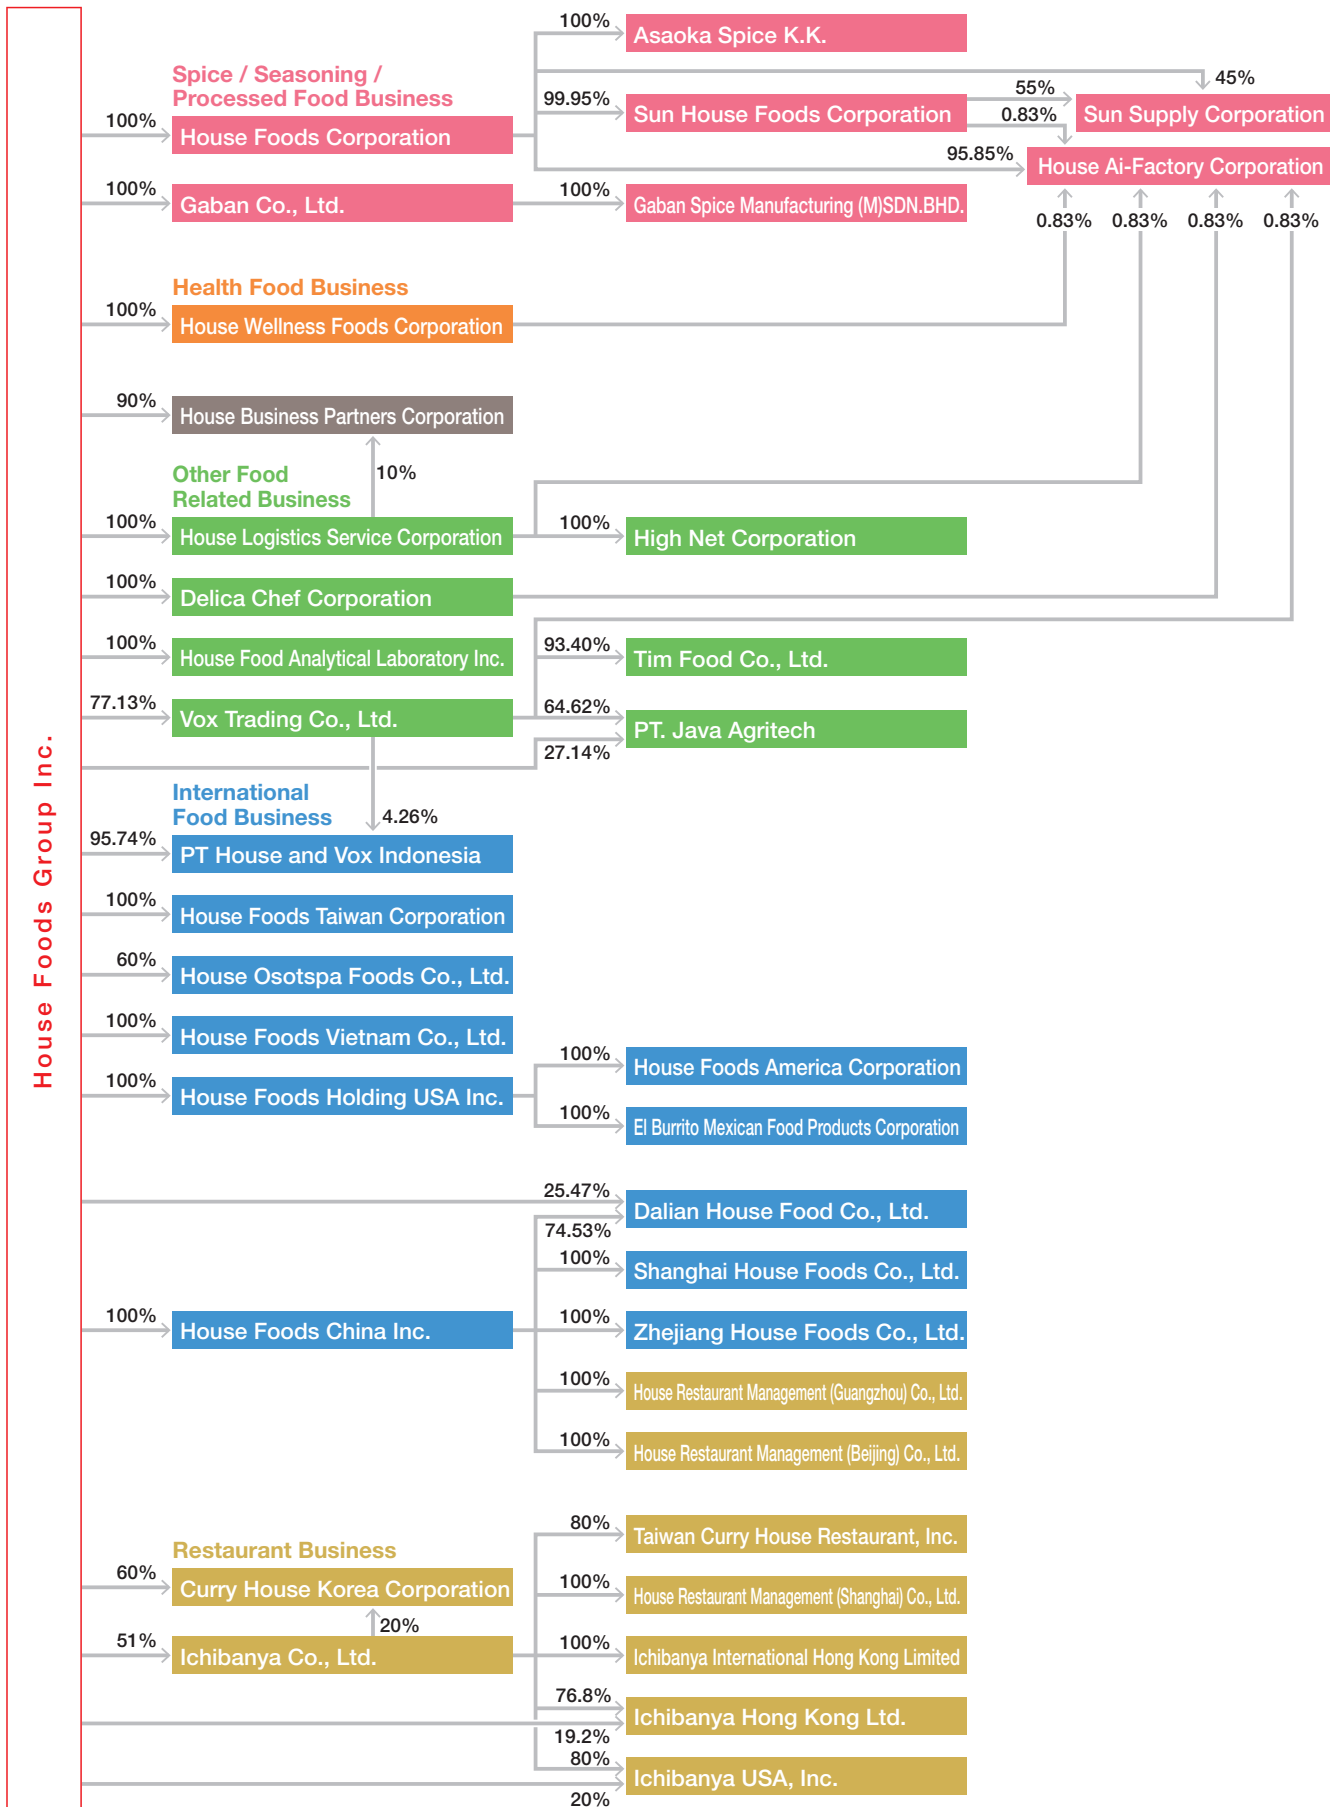 House Foods Group Inc.
Spice / Seasoning /
Processed Food Business
100%
House Foods Corporation
100%
Asaoka Spice K.K.
99.95%
Sun House Foods Corporation
55%
45%
Sun Supply Corporation
0.83%
95.85%
House Ai-Factory Corporation
100%
Gaban Co., Ltd.
100%
Gaban Spice Manufacturing (M)SDN.BHD.
0.83%
0.83%
0.83%
0.83%
Health Food Business
100%
House Wellness Foods Corporation
90%
House Business Partners Corporation
10%
Other Food
Related Business
100%
House Logistics Service Corporation
100%
High Net Corporation
100%
Delica Chef Corporation
100%
House Food Analytical Laboratory Inc.
93.40%
Tim Food Co., Ltd.
77.13%
Vox Trading Co., Ltd.
64.62%
PT. Java Agritech
27.14%
International
Food Business
4.26%
95.74%
PT House and Vox Indonesia
100%
House Foods Taiwan Corporation
60%
House Osotspa Foods Co., Ltd.
100%
House Foods Vietnam Co., Ltd.
100%
House Foods Holding USA Inc.
100%
House Foods America Corporation
100%
El Burrito Mexican Food Products Corporation
25.47%
Dalian House Food Co., Ltd.
74.53%
100%
Shanghai House Foods Co., Ltd.
100%
House Foods China Inc.
100%
Zhejiang House Foods Co., Ltd.
100%
House Restaurant Management (Guangzhou) Co., Ltd.
100%
House Restaurant Management (Beijing) Co., Ltd.
Restaurant Business
80%
Taiwan Curry House Restaurant, Inc.
60%
Curry House Korea Corporation
100%
House Restaurant Management (Shanghai) Co., Ltd.
20%
51%
Ichibanya Co., Ltd.
100%
Ichibanya International Hong Kong Limited
76.8%
Ichibanya Hong Kong Ltd.
19.2%
80%
Ichibanya USA, Inc.
20%